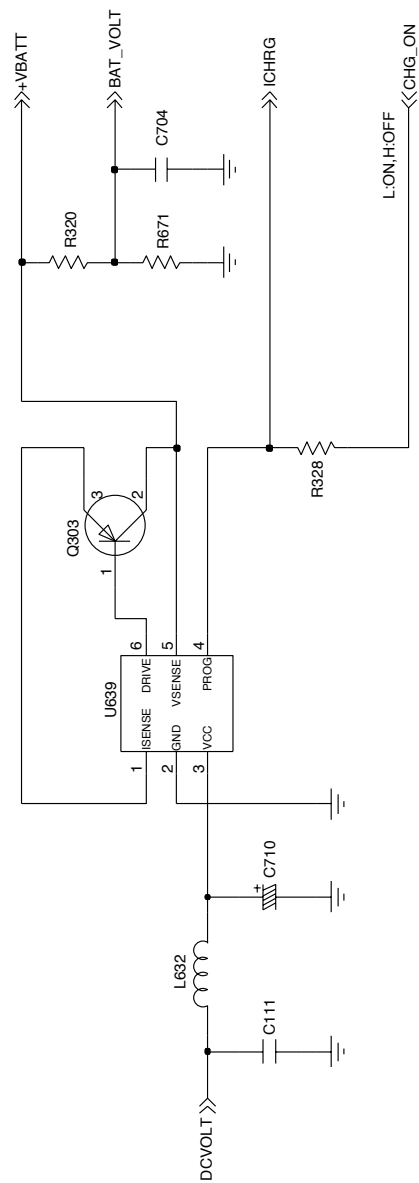 +VBATT
BAT_VOLT
C704
R320
R671
ICHRG
L:ON,H:OFF
CHG_ON
R328
Q303
3
2
1
U639
1 ISENSE DRIVE 6
2 GND VSENSE 5
3 VCC PROG 4
L632
+
C710
C111
DCVOLT